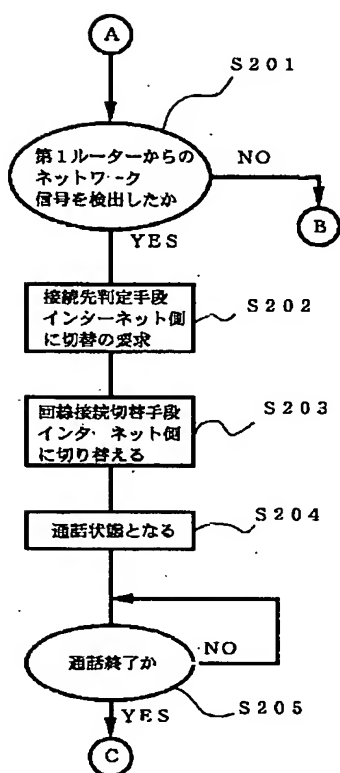 A
S201
第1ルーターからの
ネットワーク
信号を検出したか
NO
B
YES
接続先判定手段
インターネット側
に切替の要求
S202
回線接続切替手段
インターネット側
に切り替える
S203
通話状態となる
S204
通話終了か
NO
S205
YES
C